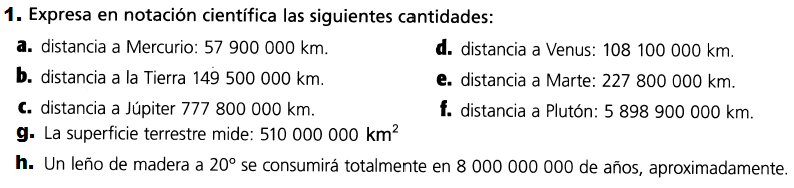 1. Expresa en notación científica las siguientes cantidades:
a. distancia a Mercurio: 57 900 000 km.
d. distancia a Venus: 108 100 000 km.
b. distancia a la Tierra 149 500 000 km.
e. distancia a Marte: 227 800 000 km.
c. distancia a Júpiter 777 800 000 km.
f. distancia a Plutón: 5 898 900 000 km.
g. La superficie terrestre mide: 510 000 000 km²
h. Un leño de madera a 20º se consumirá totalmente en 8 000 000 000 de años, aproximadamente.